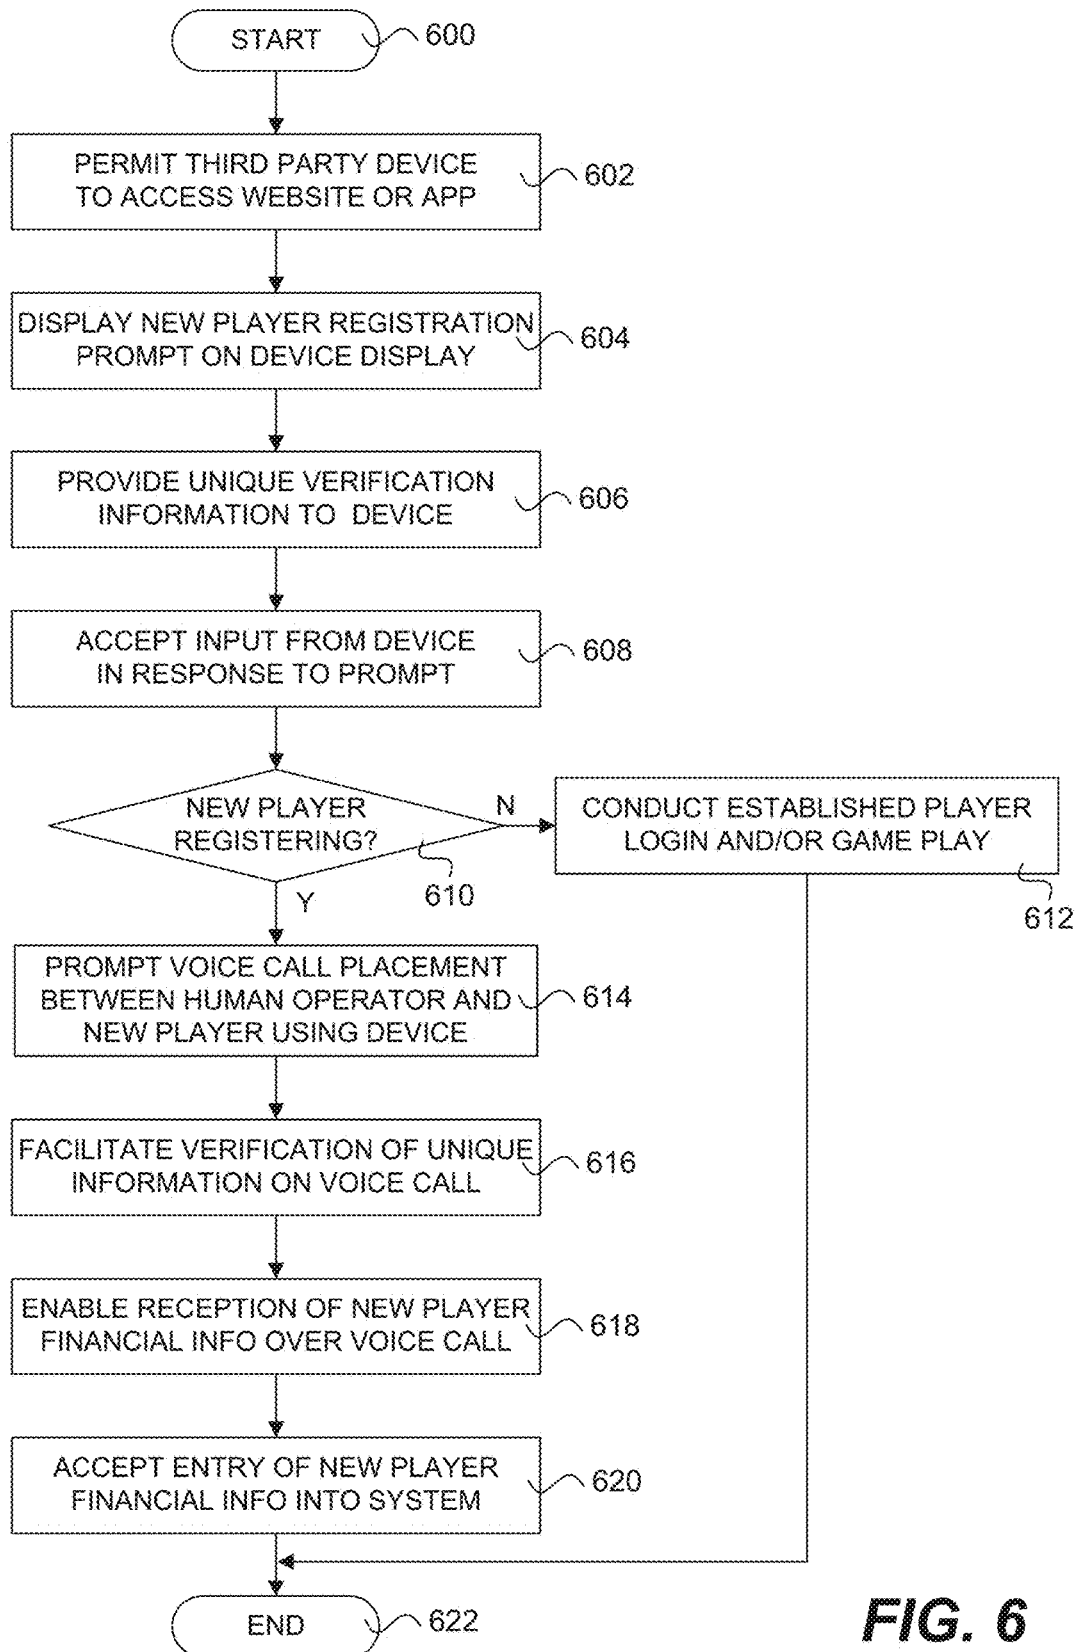 START
600
PERMIT THIRD PARTY DEVICE
TO ACCESS WEBSITE OR APP
602
DISPLAY NEW PLAYER REGISTRATION
PROMPT ON DEVICE DISPLAY
604
PROVIDE UNIQUE VERIFICATION
INFORMATION TO DEVICE
606
ACCEPT INPUT FROM DEVICE
IN RESPONSE TO PROMPT
608
NEW PLAYER
REGISTERING?
610
N
CONDUCT ESTABLISHED PLAYER
LOGIN AND/OR GAME PLAY
612
Y
PROMPT VOICE CALL PLACEMENT
BETWEEN HUMAN OPERATOR AND
NEW PLAYER USING DEVICE
614
FACILITATE VERIFICATION OF UNIQUE
INFORMATION ON VOICE CALL
616
ENABLE RECEPTION OF NEW PLAYER
FINANCIAL INFO OVER VOICE CALL
618
ACCEPT ENTRY OF NEW PLAYER
FINANCIAL INFO INTO SYSTEM
620
END
622
FIG. 6